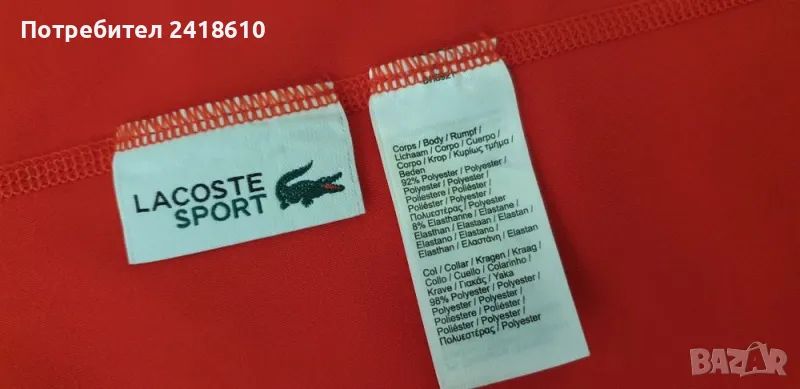 Потребител 2418610
LACOSTE
SPORT
Corps / Body / Rumpf /
Lichaam / Corpo / Cuerpo /
Corpo / Krop / Κυρίως τμήμα /
Beden
92% Polyester / Polyester /
Polyester / Polyester /
Poliestere / Poliéster /
Poliéster / Polyester /
Πολυεστέρας / Polyester
8% Elasthanne / Elastane /
Elasthan / Elastaan / Elastan /
Elastano / Elastano /
Elasthan / Ελαστάνη / Elastan
Col / Collar / Kragen / Kraag /
Collo / Cuello / Colarinho /
Krave / Γιακάς / Yaka
98% Polyester / Polyester /
Polyester / Polyester /
Poliestere / Poliéster /
Poliéster / Polyester /
Πολυεστέρας / Polyester
bazar